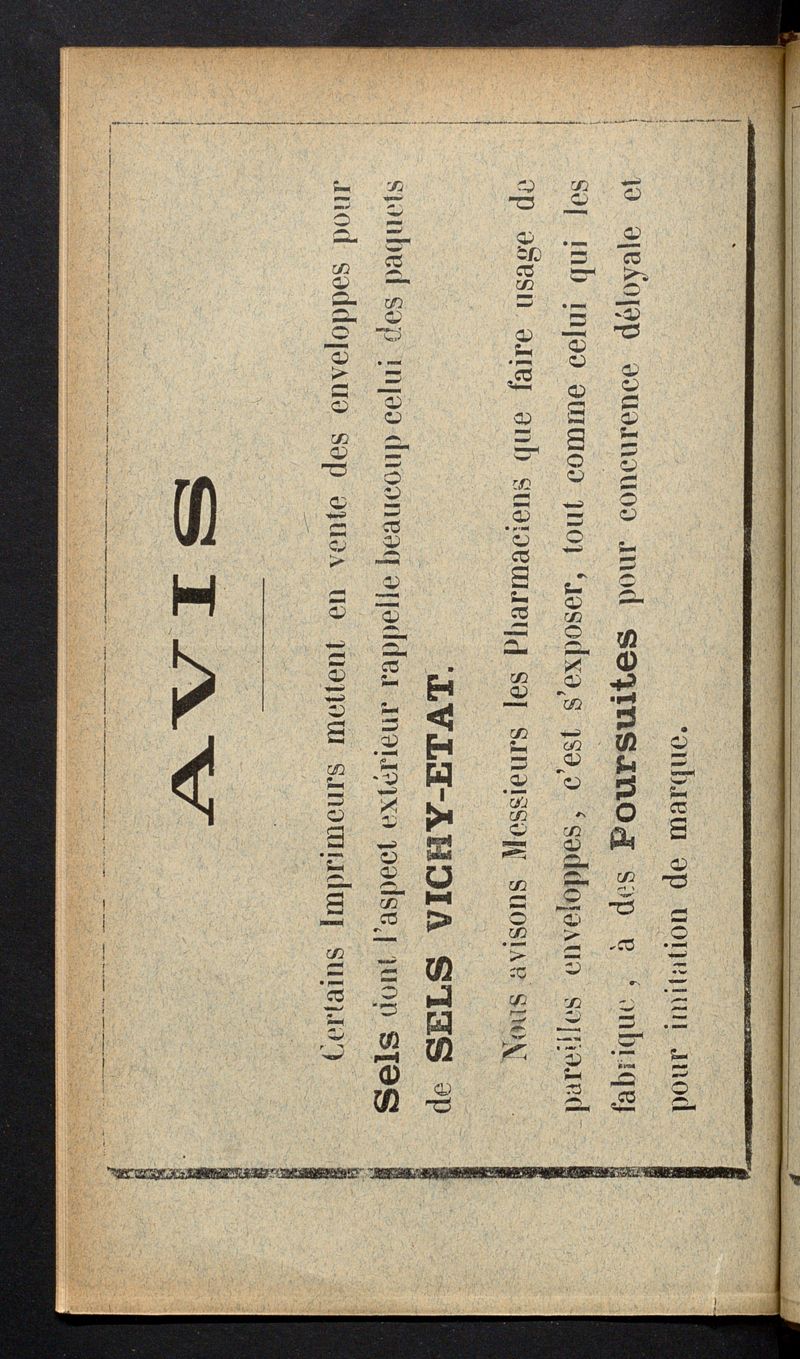 AVIS
Certains Imprimeurs mettent en vente des enveloppes pour
Sels dont l'aspect extérieur rappelle beaucoup celui des paquets
de SELS VICHY-ETAT.
Nous avisons Messieurs les Pharmaciens que faire usage de
pareilles enveloppes, c'est s'exposer, tout comme celui qui les
fabrique, à des Poursuites pour concurence déloyale et
pour imitation de marque.